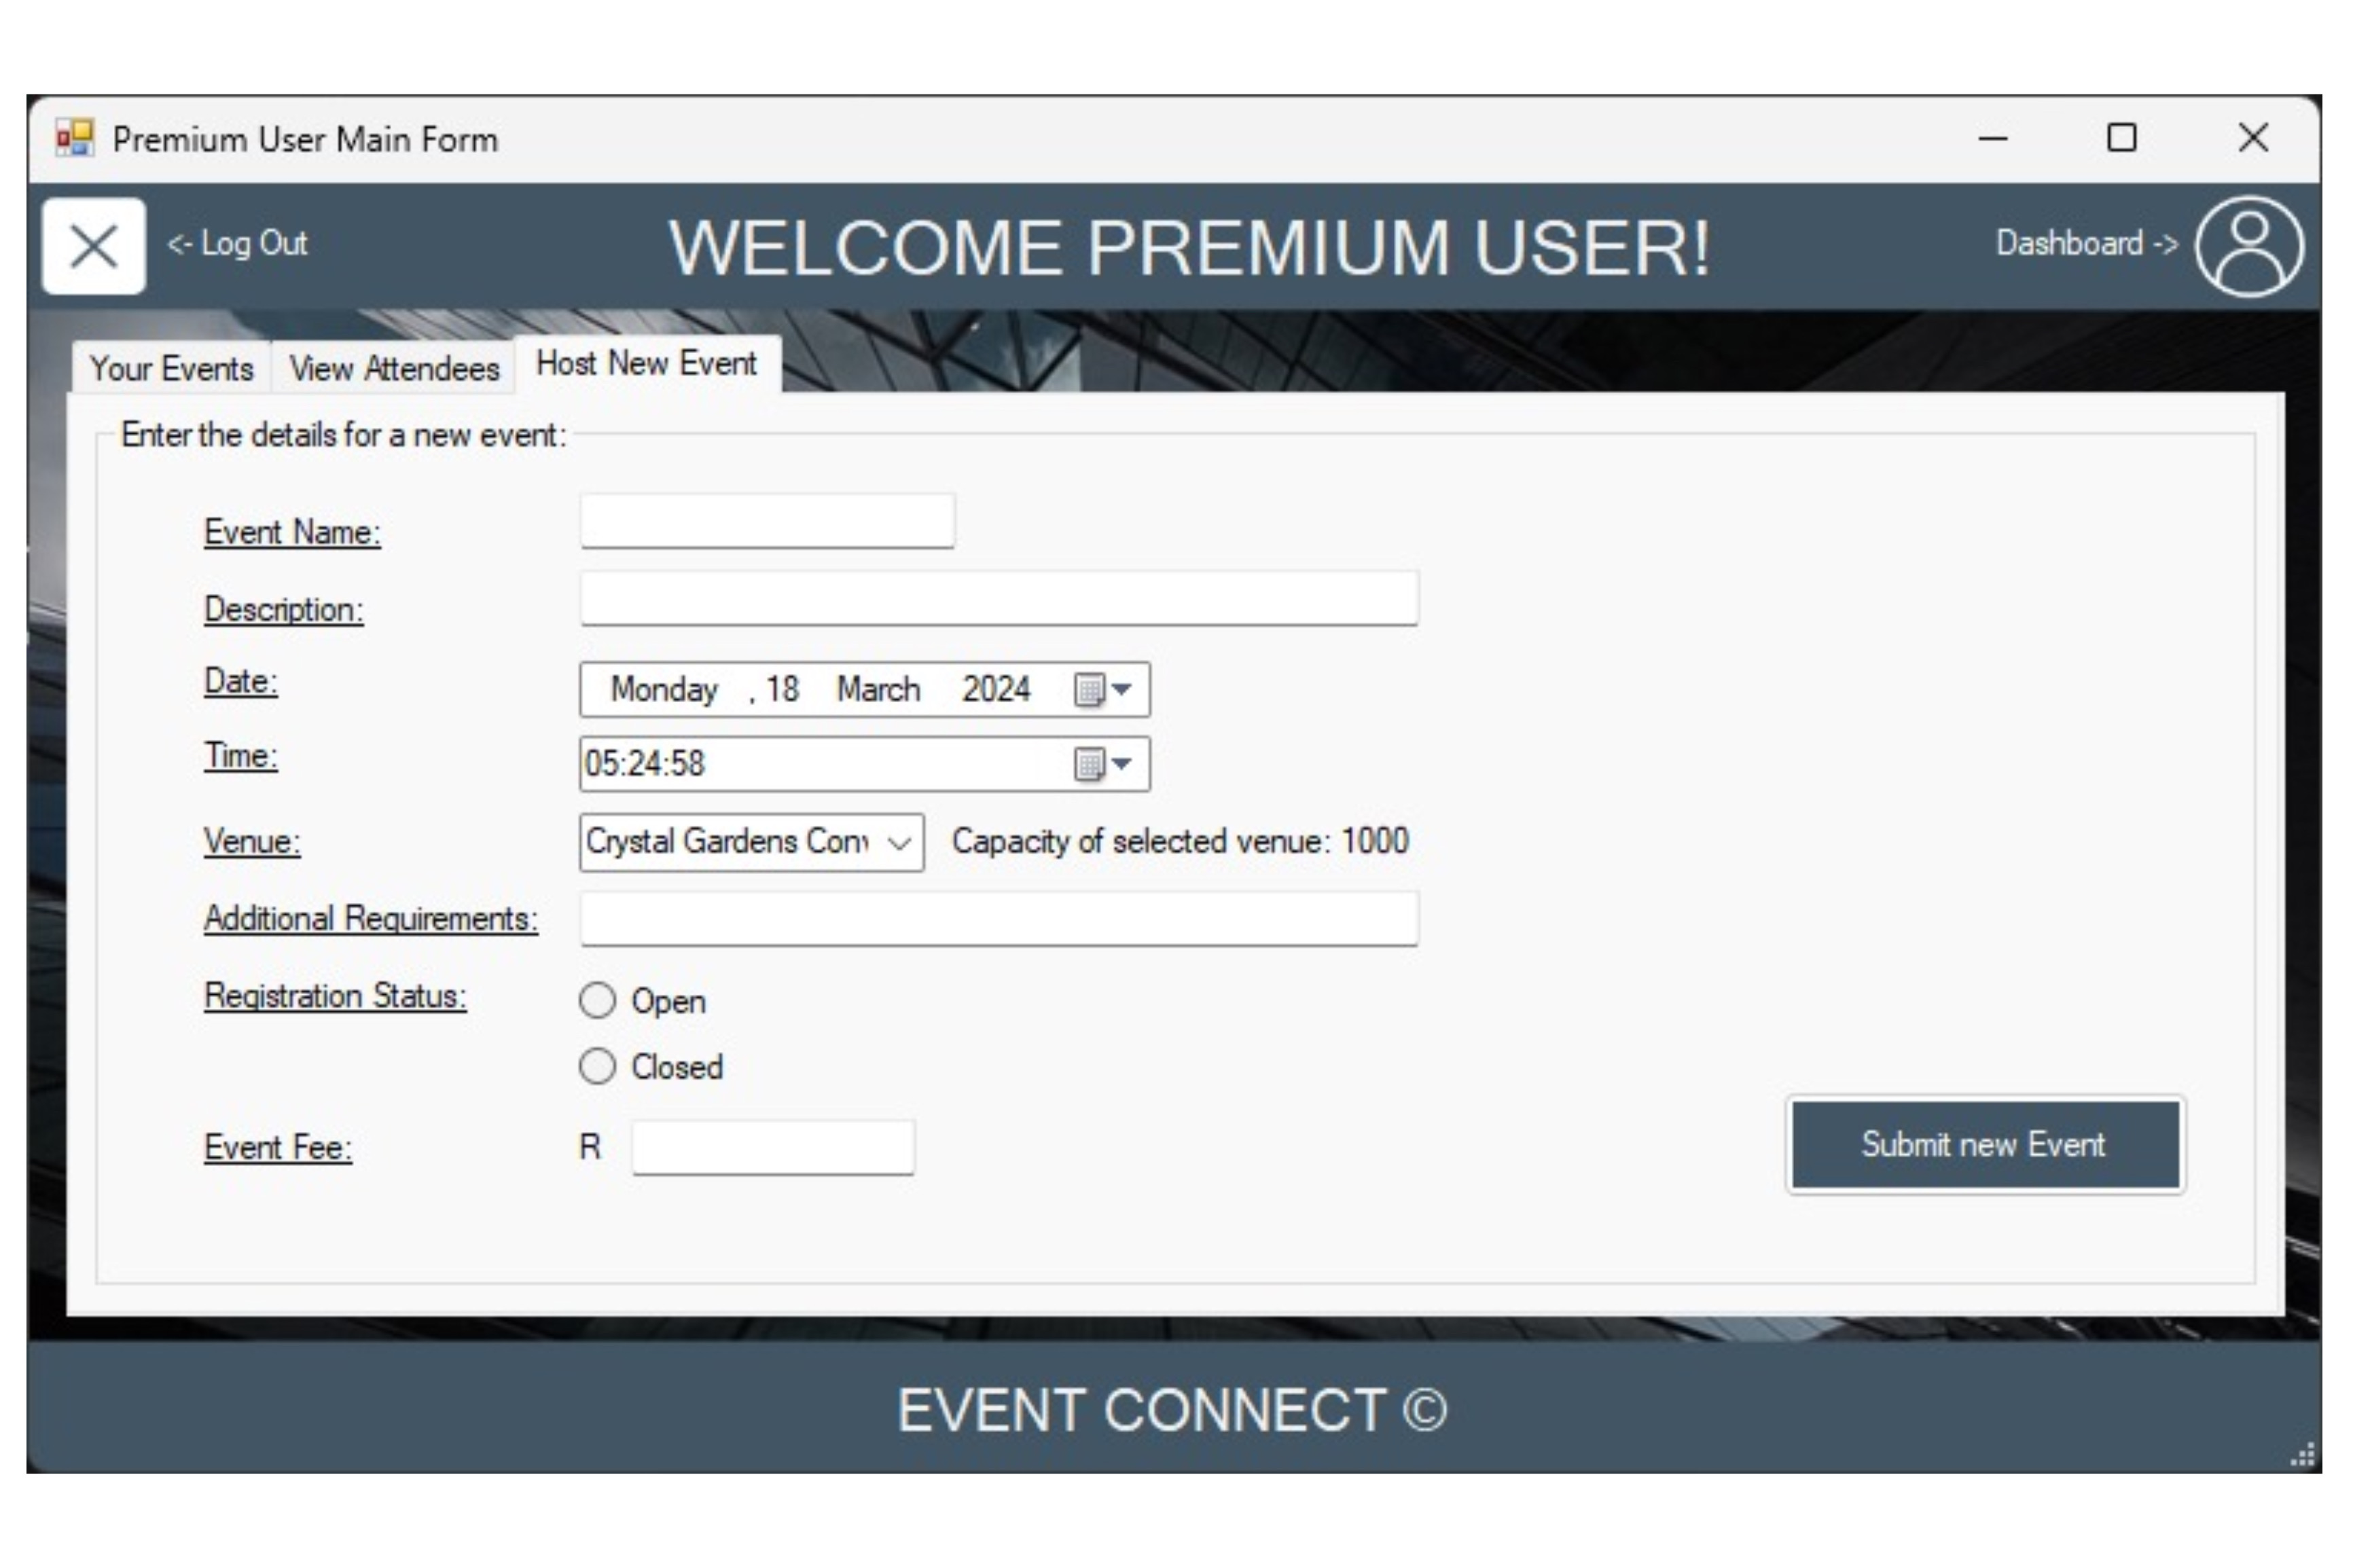 Premium User Main Form
<- Log Out
WELCOME PREMIUM USER!
Dashboard ->
Your Events
View Attendees
Host New Event
Enter the details for a new event:
Event Name:
Description:
Date:
Monday , 18 March 2024
Time:
05:24:58
Venue:
Crystal Gardens Con
Capacity of selected venue: 1000
Additional Requirements:
Registration Status:
Open
Closed
Event Fee:
R
Submit new Event
EVENT CONNECT ©